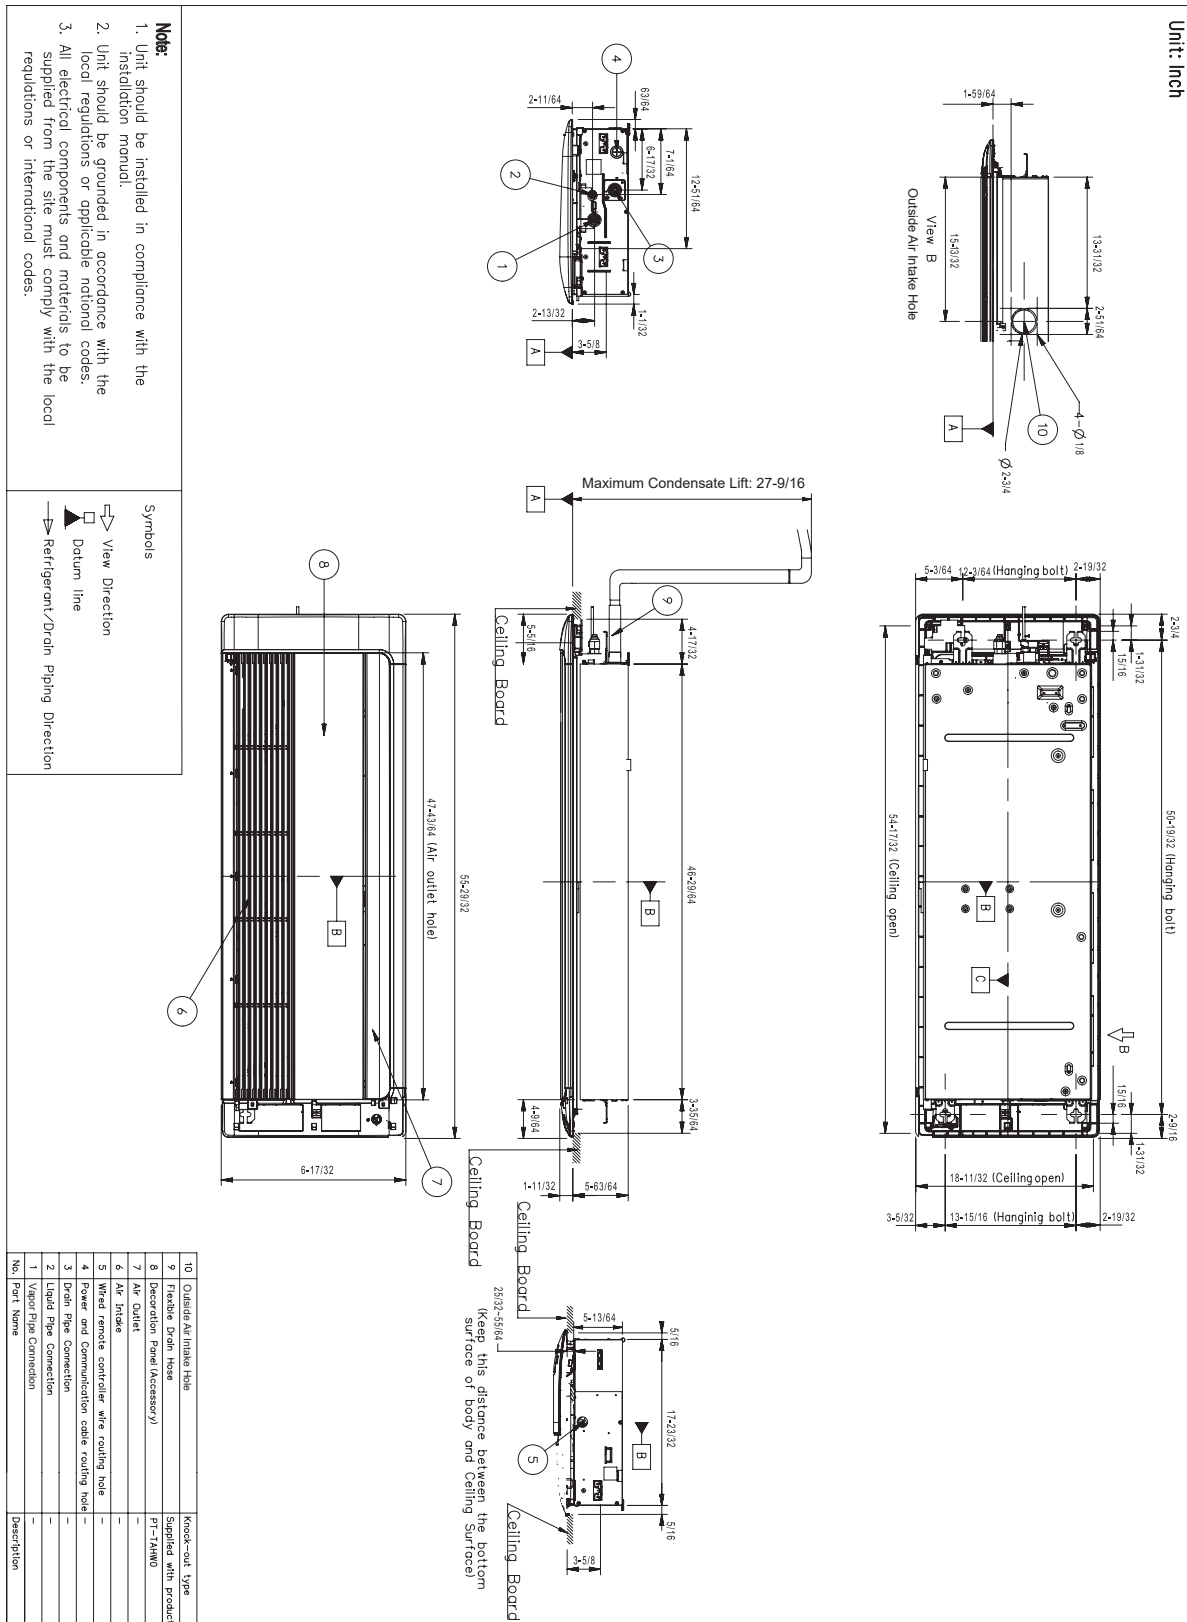 Unit: Inch
1-59/64
View B
Outside Air Intake Hole
15-13/32
13-31/32
2-51/64
4-Ø 1/8
Ø 2-3/4
10
A
5-3/64
12-3/64 (Hanging bolt)
2-19/32
2-3/4
1-31/32
15/16
50-19/32 (Hanging bolt)
54-17/32 (Ceiling open)
B
C
B
15/16
2-9/16
1-31/32
18-11/32 (Ceiling open)
3-5/32
13-15/16 (Hanginig bolt)
2-19/32
4
63/64
2-11/64
6-17/32
7-1/64
12-51/64
2
1
3
2-13/32
1-1/32
3-5/8
A
Maximum Condensate Lift: 27-9/16
A
9
Ceiling Board
5-5/16
4-17/32
46-29/64
B
3-35/64
4-9/64
1-11/32
5-63/64
Ceiling Board
8
47-43/64 (Air outlet hole)
55-29/32
B
6
7
6-17/32
Ceiling Board
25/32~55/64
(Keep this distance between the bottom
surface of body and Ceiling Surface)
5-13/64
5/16
17-23/32
B
5
5/16
3-5/8
Ceiling Board
Note:
1. Unit should be installed in compliance with the
installation manual.
2. Unit should be grounded in accordance with the
local regulations or applicable national codes.
3. All electrical components and materials to be
supplied from the site must comply with the local
regulations or international codes.
Symbols
View Direction
Datum line
Refrigerant/Drain Piping Direction
10 Outside Air Intake Hole Knock-out type
9 Flexible Drain Hose Supplied with product
8 Decoration Panel (Accessory) PT-TAHW0
7 Air Outlet -
6 Air Intake -
5 Wired remote controller wire routing hole -
4 Power and Communication cable routing hole -
3 Drain Pipe Connection -
2 Liquid Pipe Connection -
1 Vapor Pipe Connection -
No. Part Name Description